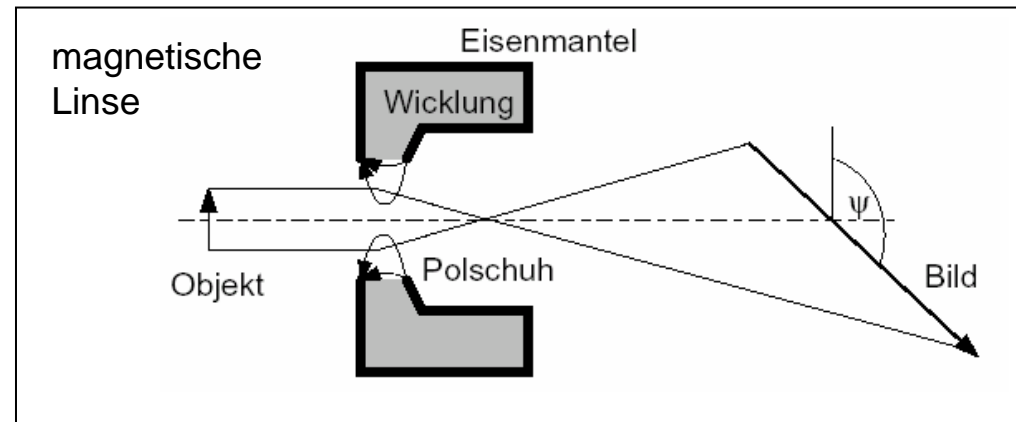 magnetische
Linse
Eisenmantel
Wicklung
Polschuh
Objekt
ψ
Bild